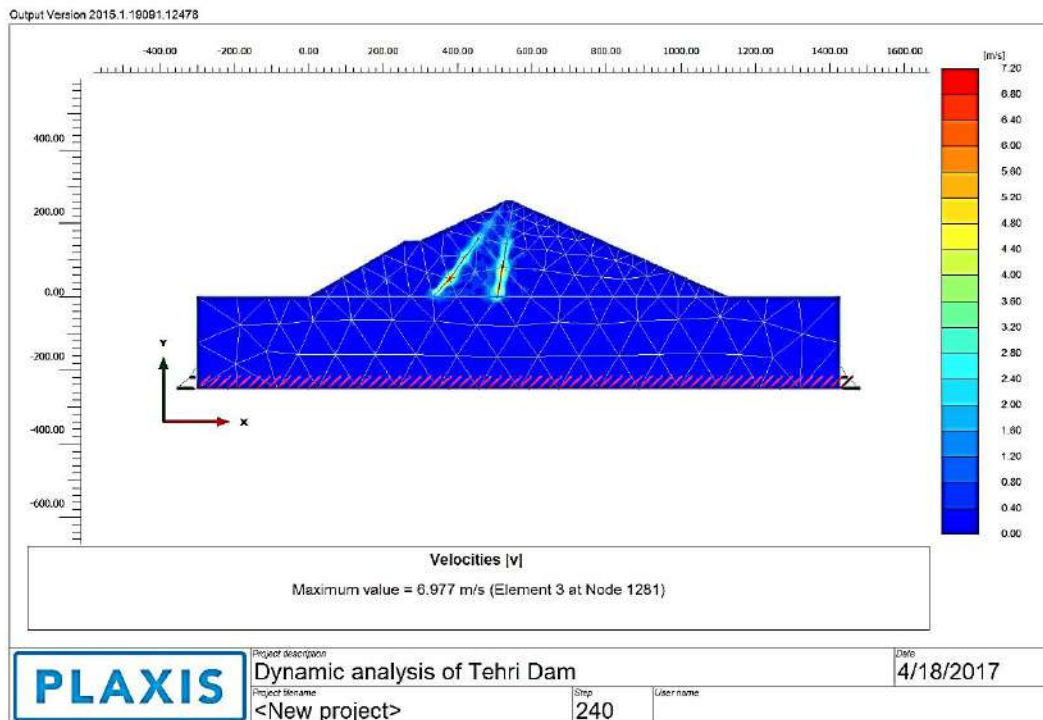 Output Version 2015.1.19091.12476
-400.00 -200.00 0.00 200.00 400.00 600.00 800.00 1000.00 1200.00 1400.00 1600.00
[m/s]
7.20
6.80
6.40
6.00
5.60
5.20
4.80
4.40
4.00
3.60
3.20
2.80
2.40
2.00
1.60
1.20
0.80
0.40
0.00
400.00
200.00
0.00
-200.00
-400.00
-600.00
Y
X
Velocities |v|
Maximum value = 6.977 m/s (Element 3 at Node 1281)
PLAXIS
Project description
Dynamic analysis of Tehri Dam
Date
4/18/2017
Project filename
<New project>
Step
240
User name